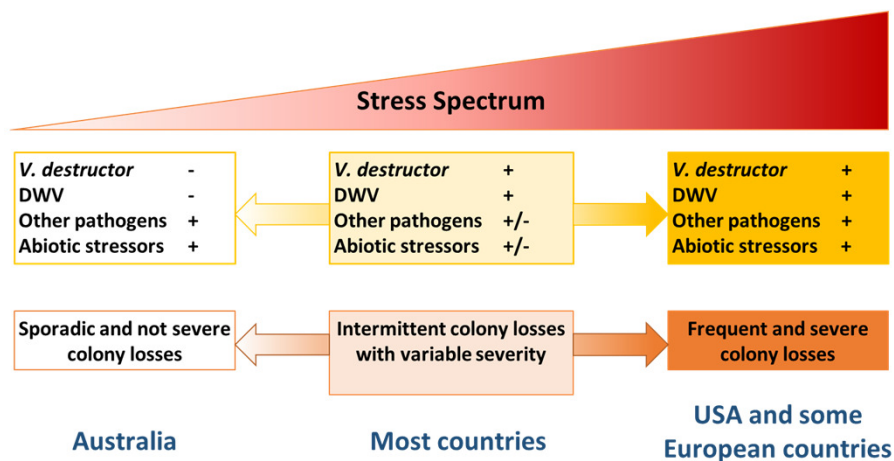 Stress Spectrum
V. destructor -
DWV -
Other pathogens +
Abiotic stressors +
V. destructor +
DWV +
Other pathogens +/-
Abiotic stressors +/-
V. destructor +
DWV +
Other pathogens +
Abiotic stressors +
Sporadic and not severe
colony losses
Intermittent colony losses
with variable severity
Frequent and severe
colony losses
Australia
Most countries
USA and some
European countries